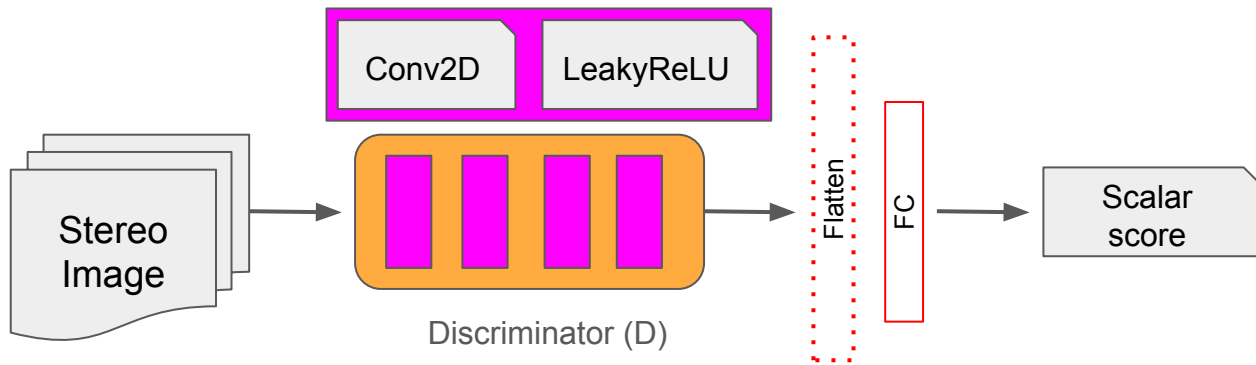 Conv2D
LeakyReLU
Stereo
Image
Discriminator (D)
Flatten
FC
Scalar
score